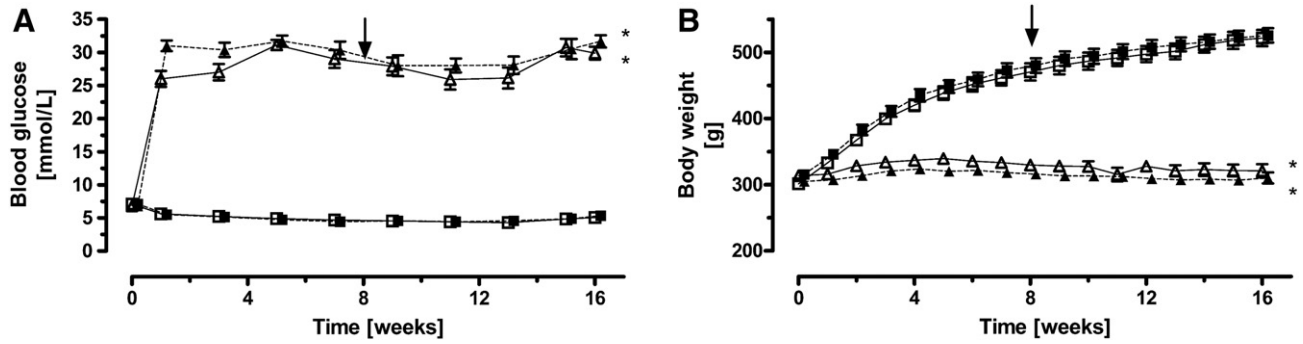 A
Blood glucose
[mmol/L]
35
30
25
20
15
10
5
0
*
*
0 4 8 12 16
Time [weeks]
B
Body weight
[g]
500
400
300
200
*
*
0 4 8 12 16
Time [weeks]